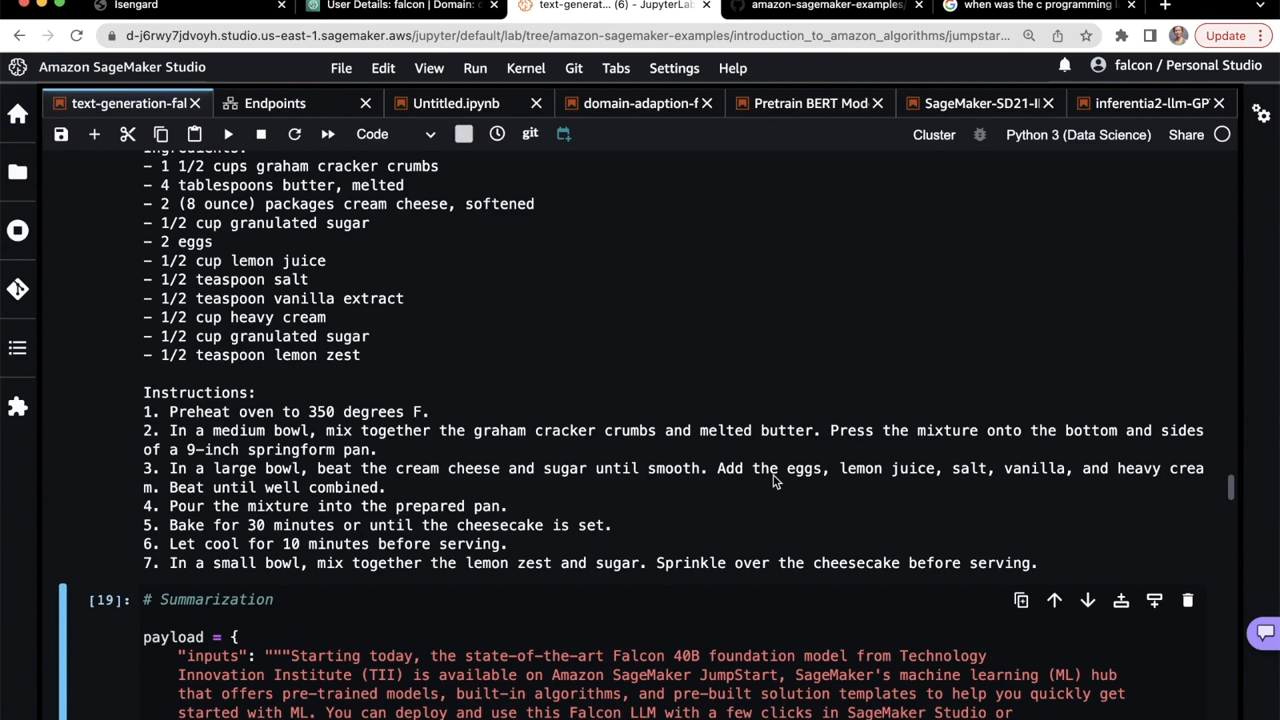 Isengard
User Details: falcon | Domain:
text-generat... (6) - JupyterLab
amazon-sagemaker-examples/
when was the c programming la
d-j6rwy7jdvoyh.studio.us-east-1.sagemaker.aws/jupyter/default/lab/tree/amazon-sagemaker-examples/introduction_to_amazon_algorithms/jumpstar...
Update
Amazon SageMaker Studio
File Edit View Run Kernel Git Tabs Settings Help
falcon / Personal Studio
text-generation-fal
Endpoints
Untitled.ipynb
domain-adaption-f
Pretrain BERT Mod
SageMaker-SD21-I
inferentia2-llm-GP
Code
git
Cluster
Python 3 (Data Science)
Share
Ingredients:
– 1 1/2 cups graham cracker crumbs
– 4 tablespoons butter, melted
– 2 (8 ounce) packages cream cheese, softened
– 1/2 cup granulated sugar
– 2 eggs
– 1/2 cup lemon juice
– 1/2 teaspoon salt
– 1/2 teaspoon vanilla extract
– 1/2 cup heavy cream
– 1/2 cup granulated sugar
– 1/2 teaspoon lemon zest
Instructions:
1. Preheat oven to 350 degrees F.
2. In a medium bowl, mix together the graham cracker crumbs and melted butter. Press the mixture onto the bottom and sides
of a 9-inch springform pan.
3. In a large bowl, beat the cream cheese and sugar until smooth. Add the eggs, lemon juice, salt, vanilla, and heavy crea
m. Beat until well combined.
4. Pour the mixture into the prepared pan.
5. Bake for 30 minutes or until the cheesecake is set.
6. Let cool for 10 minutes before serving.
7. In a small bowl, mix together the lemon zest and sugar. Sprinkle over the cheesecake before serving.
[19]: # Summarization
payload = {
"inputs": """Starting today, the state-of-the-art Falcon 40B foundation model from Technology
Innovation Institute (TII) is available on Amazon SageMaker JumpStart, SageMaker's machine learning (ML) hub
that offers pre-trained models, built-in algorithms, and pre-built solution templates to help you quickly get
started with ML. You can deploy and use this Falcon LLM with a few clicks in SageMaker Studio or